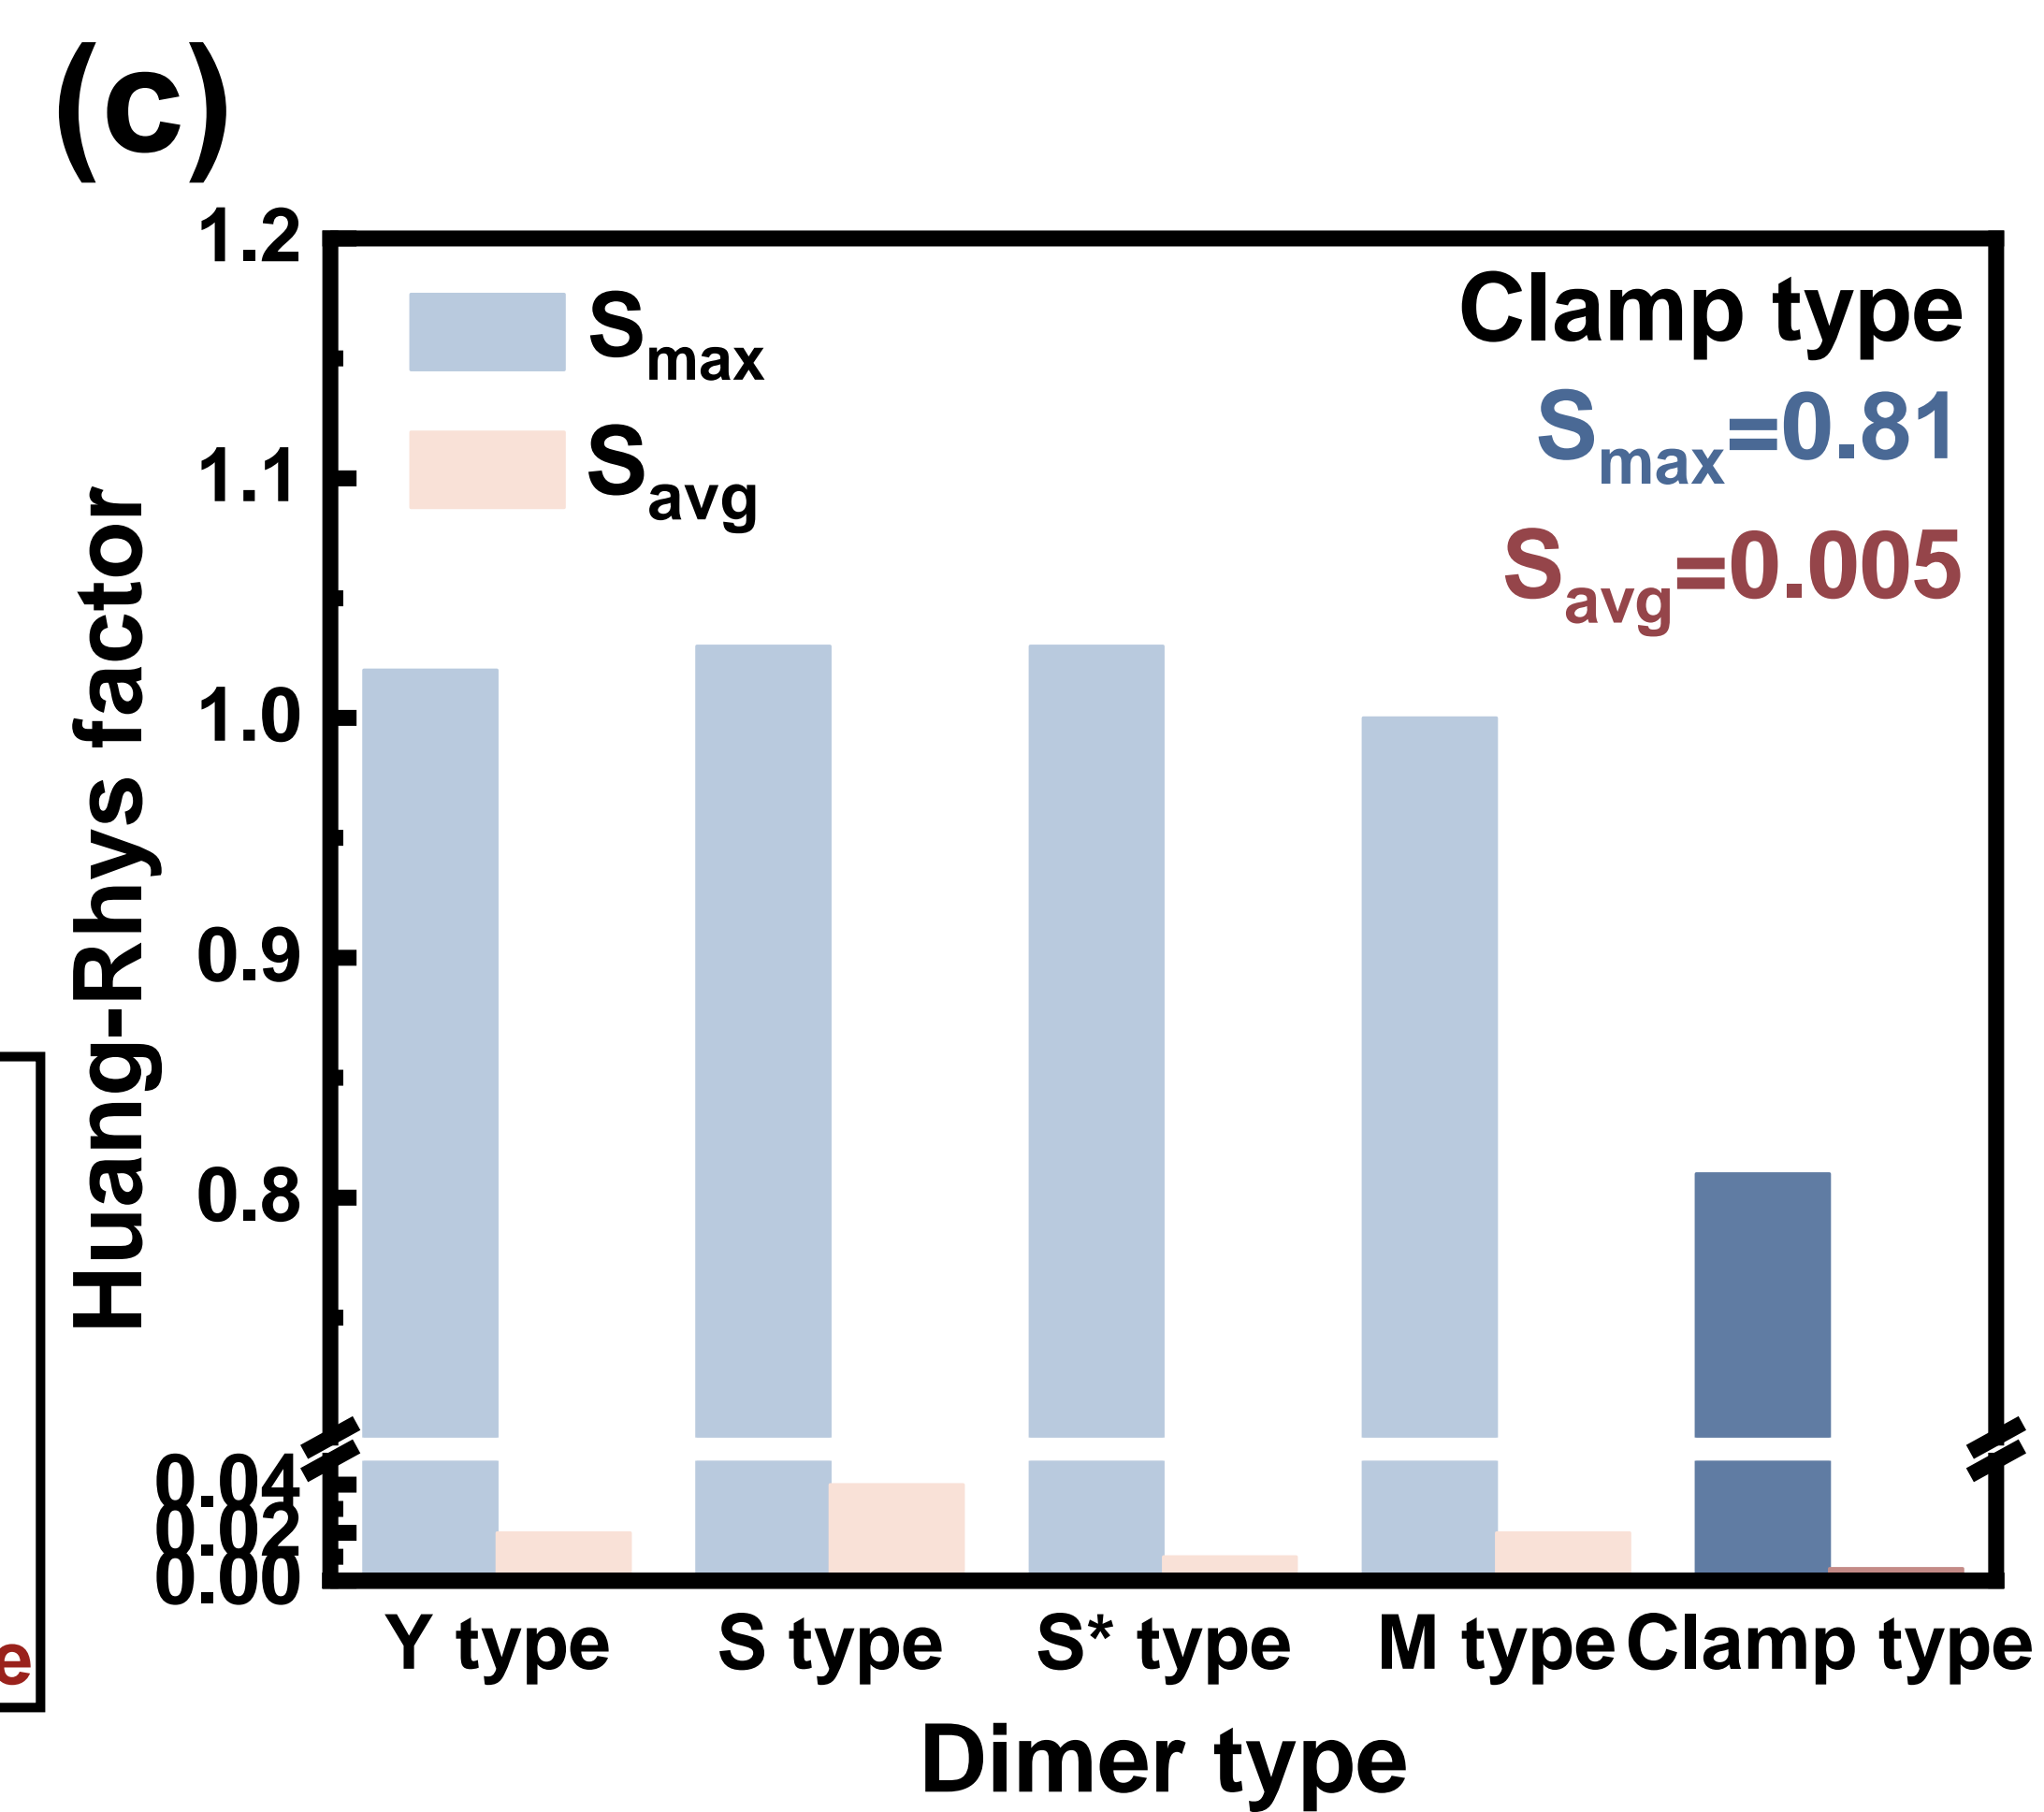 (c)
1.2
1.1
1.0
0.9
0.8
0.04
0.02
0.00
Huang-Rhys factor
Smax
Savg
Clamp type
Smax=0.81
Savg=0.005
Y type
S type
S* type
M type
Clamp type
Dimer type
e